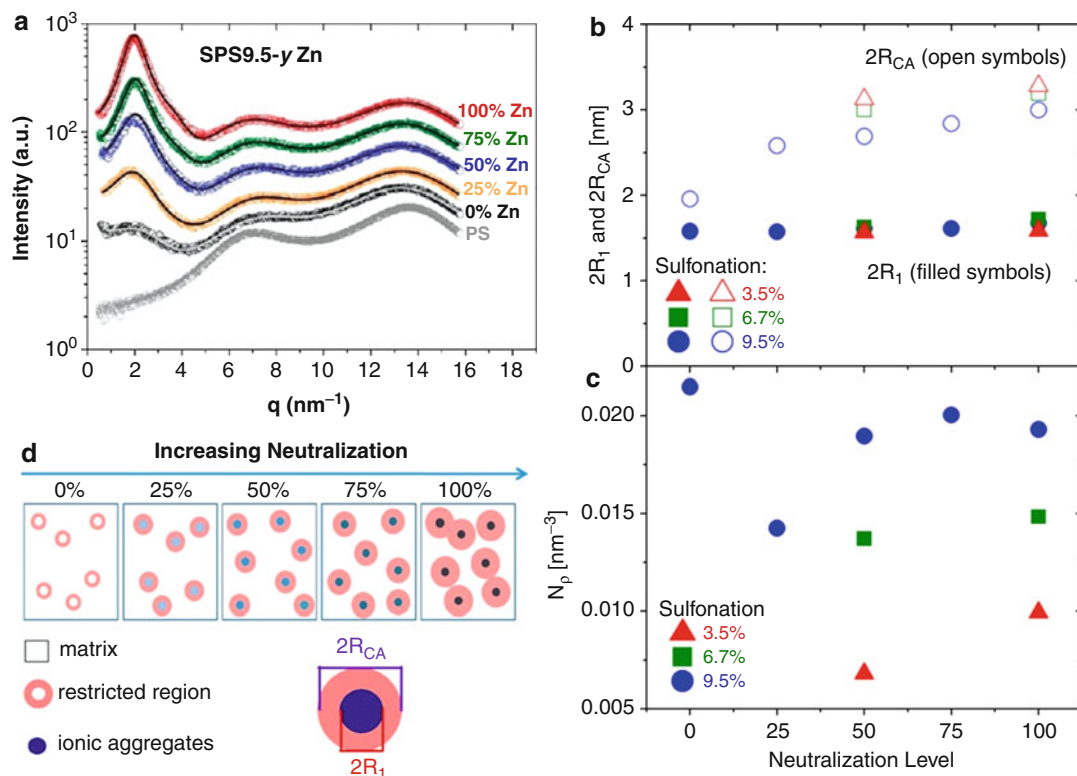 a
SPS9.5-y Zn
Intensity (a.u.)
10³
10²
10¹
10⁰
100% Zn
75% Zn
50% Zn
25% Zn
0% Zn
PS
0 2 4 6 8 10 12 14 16 18
q (nm⁻¹)
b
2R₁ and 2R_CA [nm]
4
3
2
1
0
2R_CA (open symbols)
2R₁ (filled symbols)
Sulfonation:
3.5%
6.7%
9.5%
c
N_ρ [nm⁻³]
0.020
0.015
0.010
0.005
Sulfonation
3.5%
6.7%
9.5%
0 25 50 75 100
Neutralization Level
d
Increasing Neutralization
0% 25% 50% 75% 100%
matrix
restricted region
ionic aggregates
2R_CA
2R₁